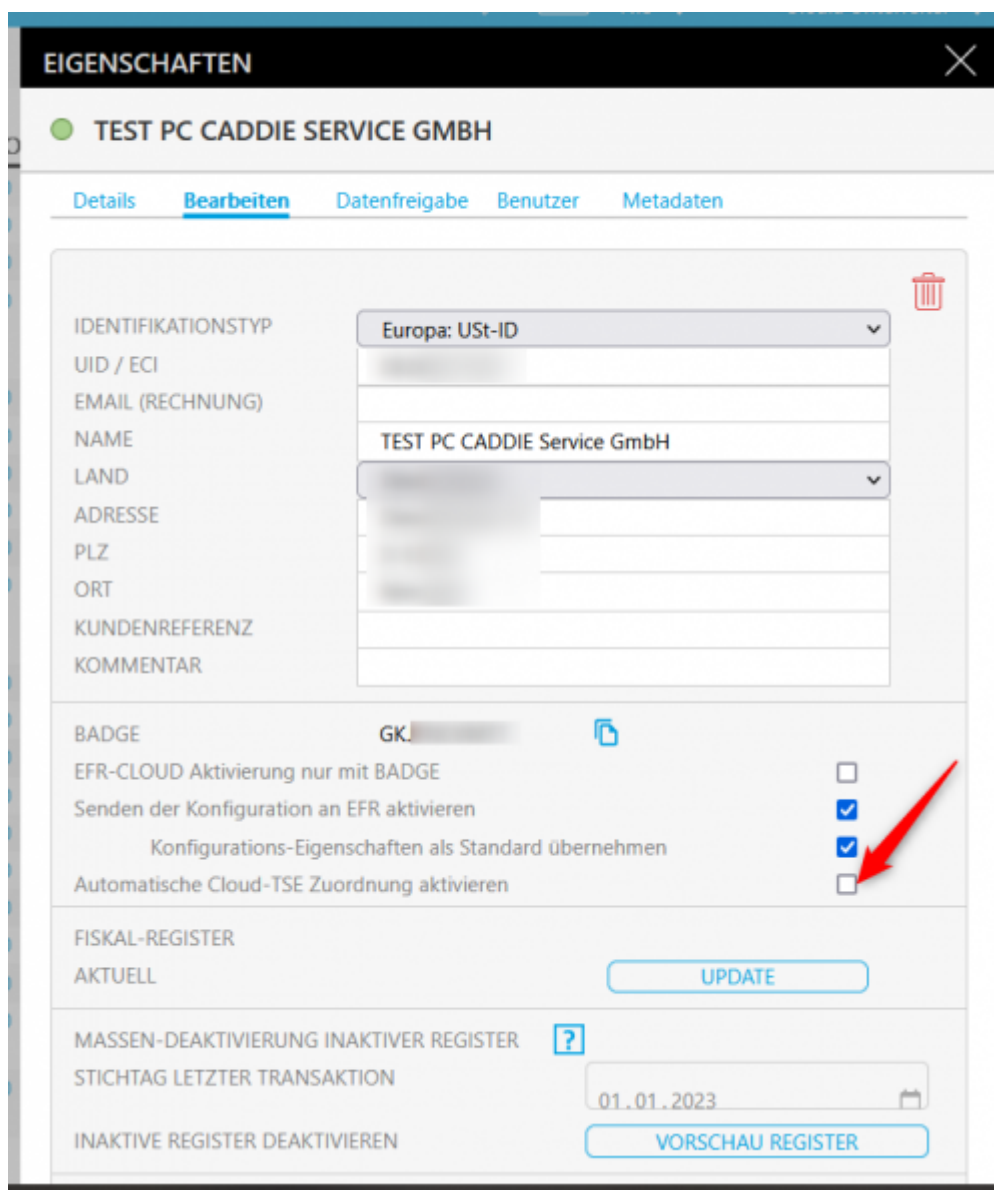 EIGENSCHAFTEN
TEST PC CADDIE SERVICE GMBH
Details Bearbeiten Datenfreigabe Benutzer Metadaten
IDENTIFIKATIONSTYP Europa: USt-ID
UID / ECI
EMAIL (RECHNUNG)
NAME TEST PC CADDIE Service GmbH
LAND
ADRESSE
PLZ
ORT
KUNDENREFERENZ
KOMMENTAR
BADGE GK.
EFR-CLOUD Aktivierung nur mit BADGE
Senden der Konfiguration an EFR aktivieren
Konfigurations-Eigenschaften als Standard übernehmen
Automatische Cloud-TSE Zuordnung aktivieren
FISKAL-REGISTER
AKTUELL UPDATE
MASSEN-DEAKTIVIERUNG INAKTIVER REGISTER ?
STICHTAG LETZTER TRANSAKTION 01.01.2023
INAKTIVE REGISTER DEAKTIVIEREN VORSCHAU REGISTER